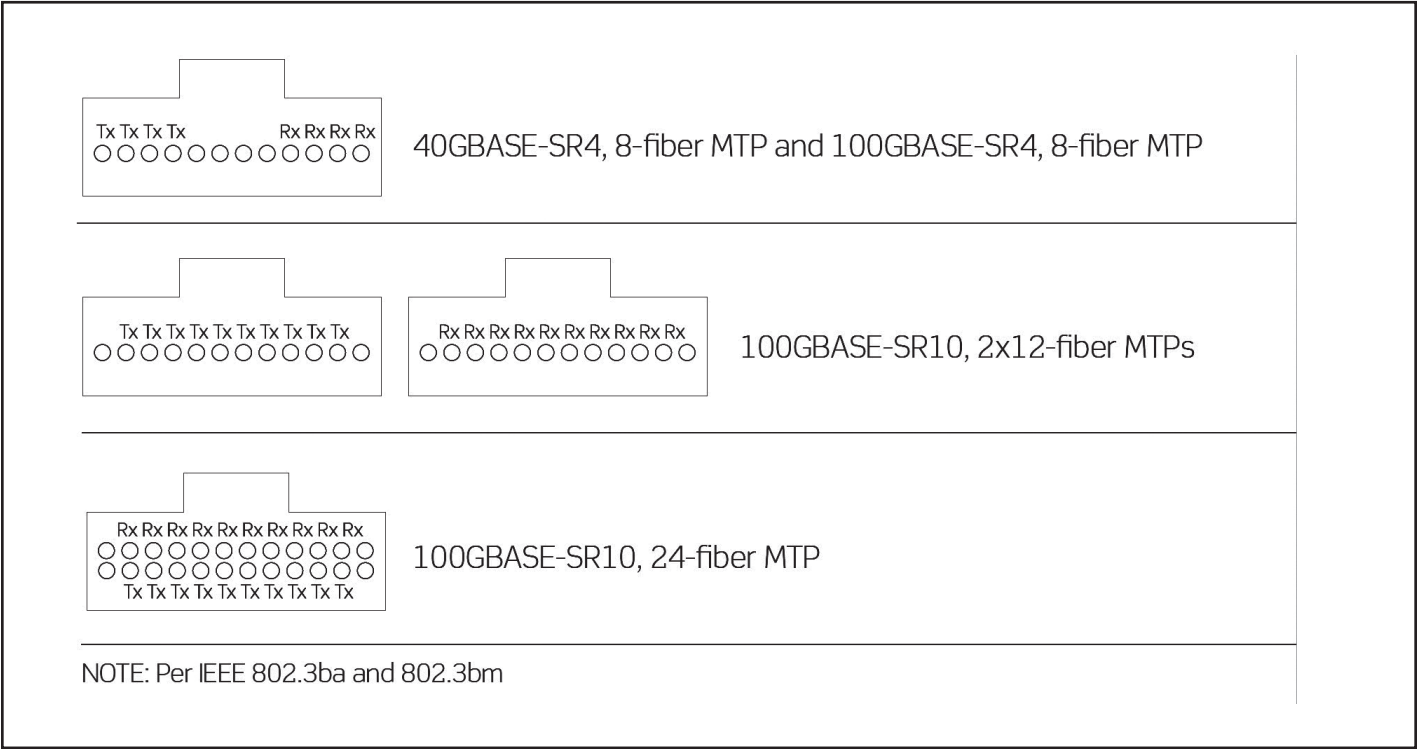 Tx Tx Tx Tx Rx Rx Rx Rx
40GBASE-SR4, 8-fiber MTP and 100GBASE-SR4, 8-fiber MTP
Tx Tx Tx Tx Tx Tx Tx Tx Tx Tx
Rx Rx Rx Rx Rx Rx Rx Rx Rx Rx
100GBASE-SR10, 2x12-fiber MTPs
Rx Rx Rx Rx Rx Rx Rx Rx Rx Rx
100GBASE-SR10, 24-fiber MTP
Tx Tx Tx Tx Tx Tx Tx Tx Tx Tx
NOTE: Per IEEE 802.3ba and 802.3bm